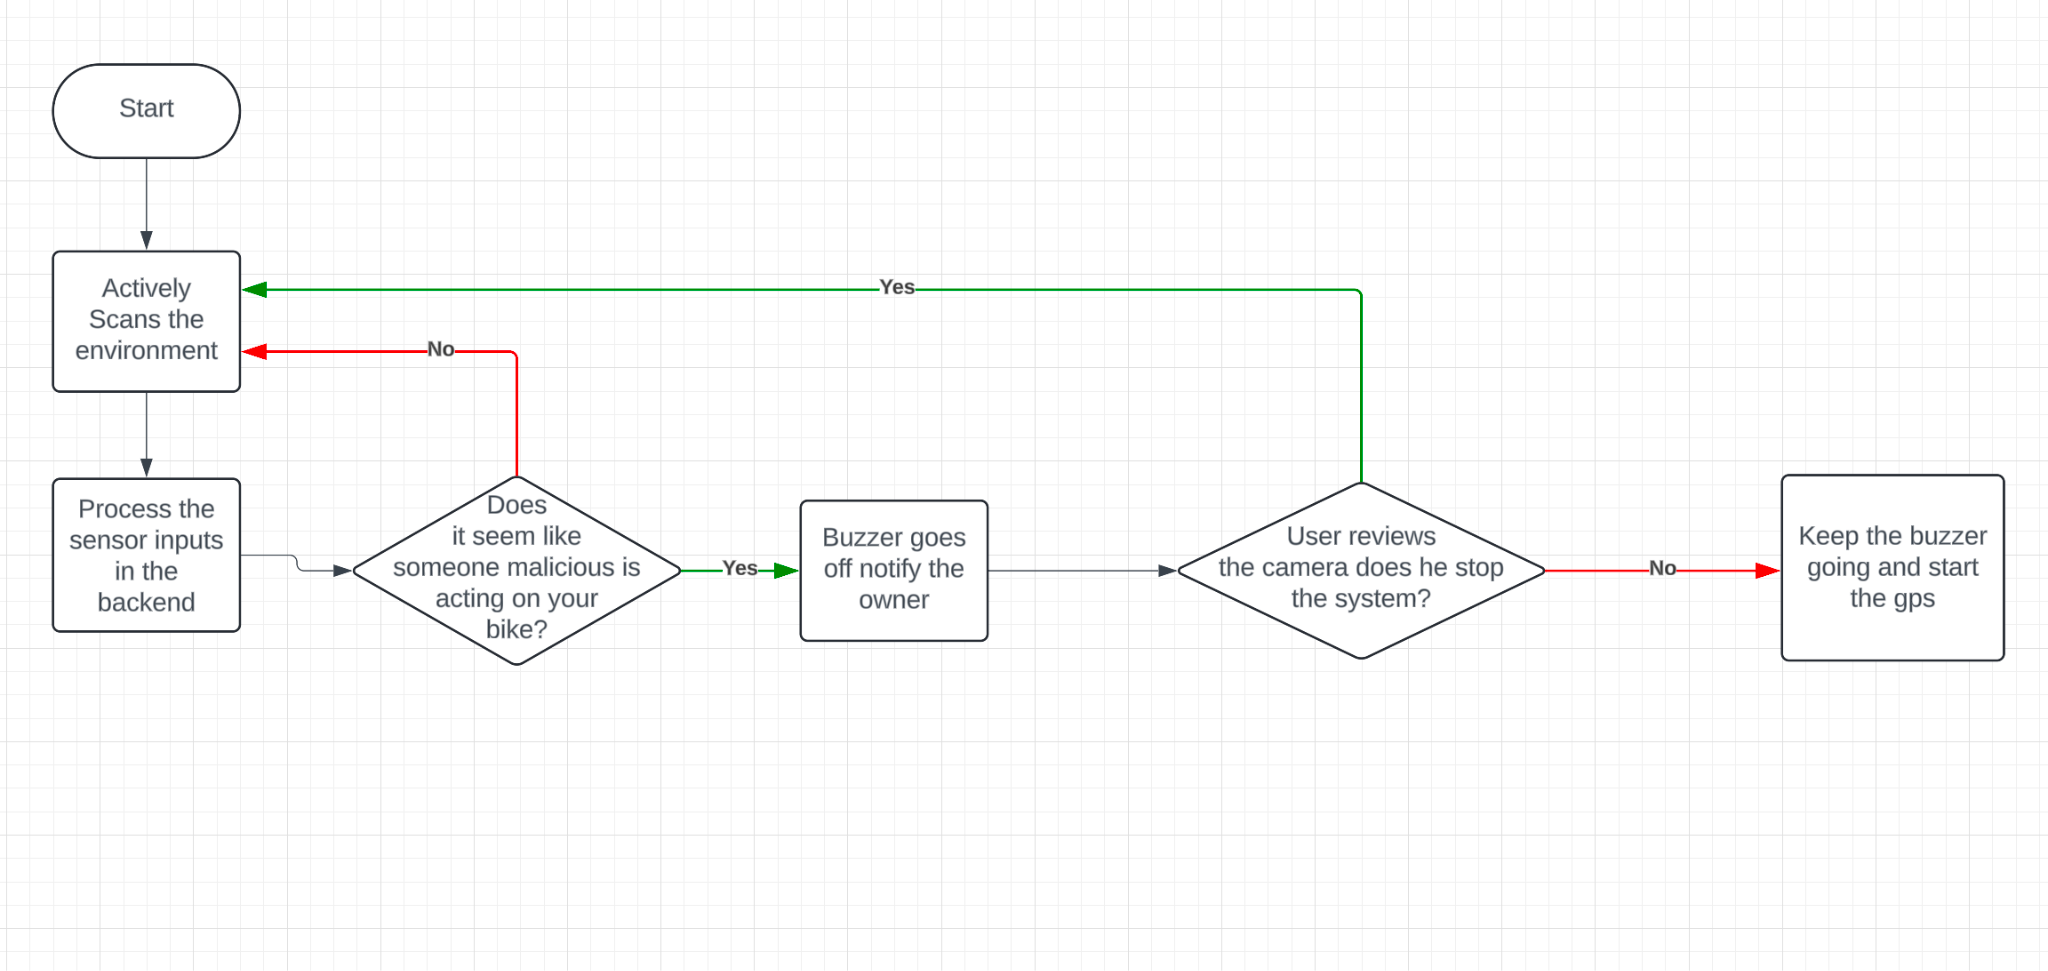 Start
Actively
Scans the
environment
Yes
No
Process the
sensor inputs
in the
backend
Does
it seem like
someone malicious is
acting on your
bike?
Yes
Buzzer goes
off notify the
owner
User reviews
the camera does he stop
the system?
No
Keep the buzzer
going and start
the gps